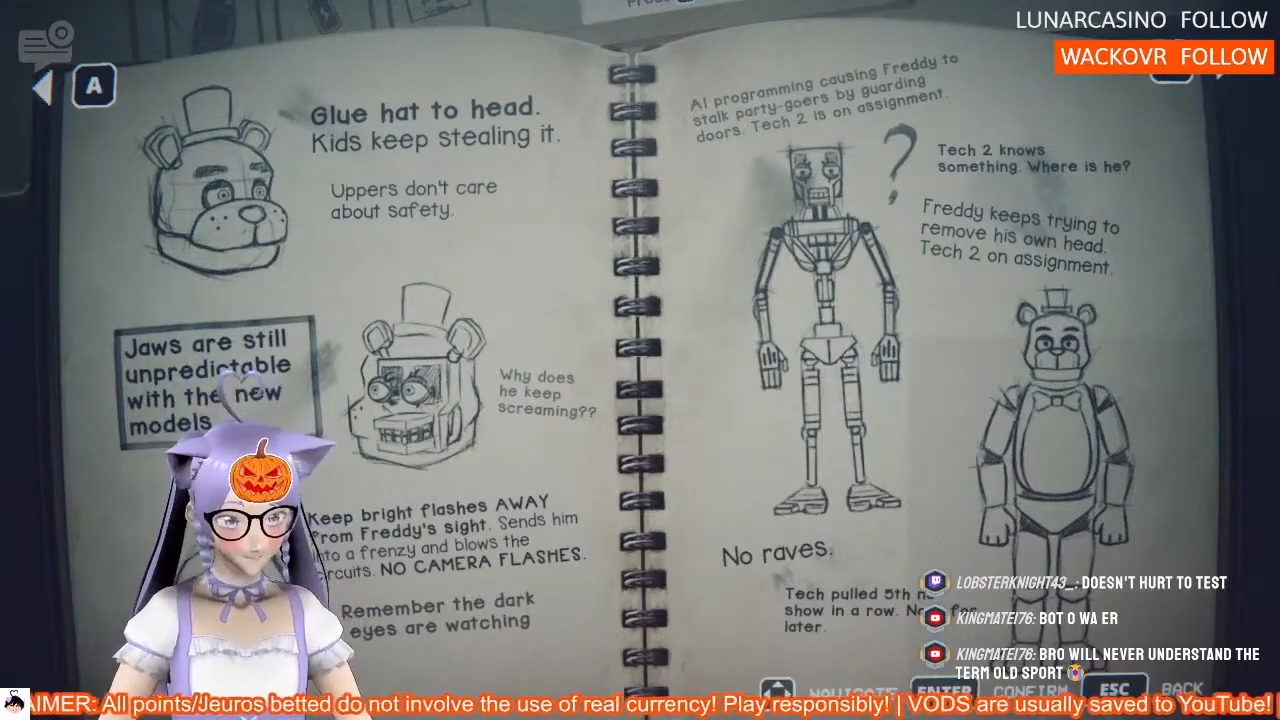 LUNARCASINO FOLLOW
WACKOVR FOLLOW
A
Glue hat to head.
Kids keep stealing it.
Uppers don't care
about safety.
Jaws are still
unpredictable
with the new
models
Why does
he keep
screaming??
Keep bright flashes AWAY
from Freddy's sight. Sends him
into a frenzy and blows the
circuits. NO CAMERA FLASHES.
Remember the dark
eyes are watching
AI programming causing Freddy to
stalk party-goers by guarding
doors. Tech 2 is on assignment.
?
Tech 2 knows
something. Where is he?
Freddy keeps trying to
remove his own head.
Tech 2 on assignment.
No raves.
Tech pulled 5th
show in a row.
later.
LOBSTERKNIGHT43_: DOESN'T HURT TO TEST
KINGMATE176: BOT O WA ER
KINGMATE176: BRO WILL NEVER UNDERSTAND THE
TERM OLD SPORT 😭
NAVIGATE ENTER CONFIRM ESC BACK
AIMER: All points/Jeuros betted do not involve the use of real currency! Play responsibly! | VODS are usually saved to YouTube!